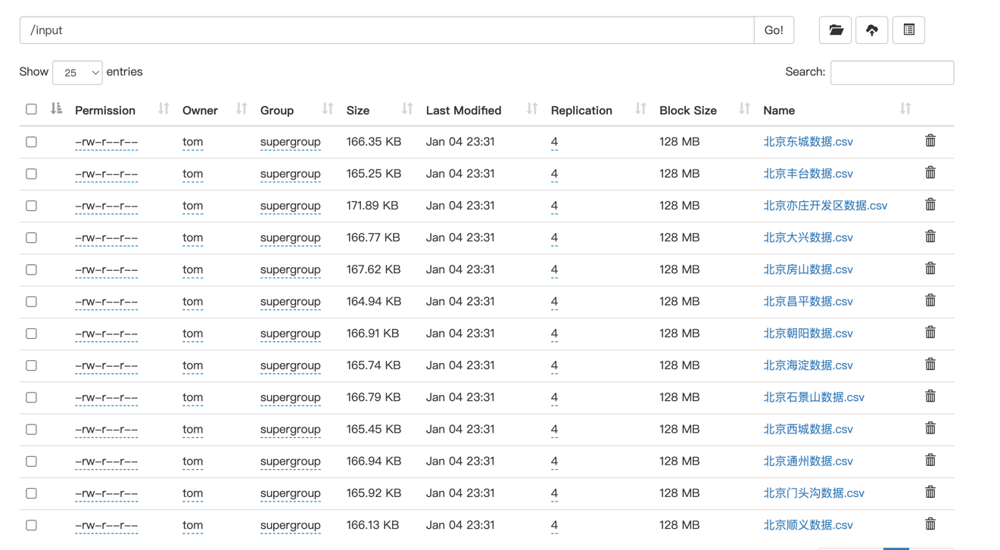 /input Go!
Show 25 entries Search:
Permission Owner Group Size Last Modified Replication Block Size Name
-rw-r--r-- tom supergroup 166.35 KB Jan 04 23:31 4 128 MB 北京东城数据.csv
-rw-r--r-- tom supergroup 165.25 KB Jan 04 23:31 4 128 MB 北京丰台数据.csv
-rw-r--r-- tom supergroup 171.89 KB Jan 04 23:31 4 128 MB 北京亦庄开发区数据.csv
-rw-r--r-- tom supergroup 166.77 KB Jan 04 23:31 4 128 MB 北京大兴数据.csv
-rw-r--r-- tom supergroup 167.62 KB Jan 04 23:31 4 128 MB 北京房山数据.csv
-rw-r--r-- tom supergroup 164.94 KB Jan 04 23:31 4 128 MB 北京昌平数据.csv
-rw-r--r-- tom supergroup 166.91 KB Jan 04 23:31 4 128 MB 北京朝阳数据.csv
-rw-r--r-- tom supergroup 165.74 KB Jan 04 23:31 4 128 MB 北京海淀数据.csv
-rw-r--r-- tom supergroup 166.79 KB Jan 04 23:31 4 128 MB 北京石景山数据.csv
-rw-r--r-- tom supergroup 165.45 KB Jan 04 23:31 4 128 MB 北京西城数据.csv
-rw-r--r-- tom supergroup 166.94 KB Jan 04 23:31 4 128 MB 北京通州数据.csv
-rw-r--r-- tom supergroup 165.92 KB Jan 04 23:31 4 128 MB 北京门头沟数据.csv
-rw-r--r-- tom supergroup 166.13 KB Jan 04 23:31 4 128 MB 北京顺义数据.csv